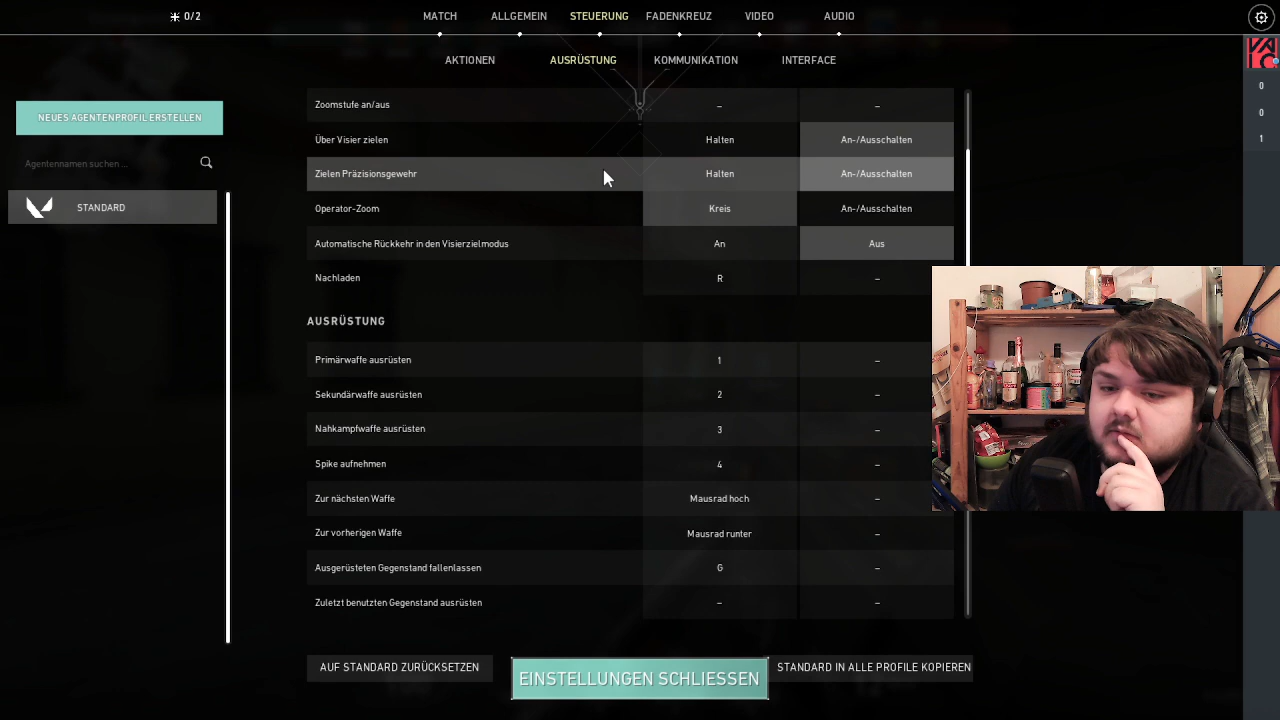 0/2
MATCH ALLGEMEIN STEUERUNG FADENKREUZ VIDEO AUDIO
AKTIONEN AUSRÜSTUNG KOMMUNIKATION INTERFACE
NEUES AGENTENPROFIL ERSTELLEN
Agentennamen suchen ...
STANDARD
Zoomstufe an/aus – –
Über Visier zielen Halten An-/Ausschalten
Zielen Präzisionsgewehr Halten An-/Ausschalten
Operator-Zoom Kreis An-/Ausschalten
Automatische Rückkehr in den Visierzielmodus An Aus
Nachladen R –
AUSRÜSTUNG
Primärwaffe ausrüsten 1 –
Sekundärwaffe ausrüsten 2 –
Nahkampfwaffe ausrüsten 3 –
Spike aufnehmen 4 –
Zur nächsten Waffe Mausrad hoch –
Zur vorherigen Waffe Mausrad runter –
Ausgerüsteten Gegenstand fallenlassen G –
Zuletzt benutzten Gegenstand ausrüsten – –
AUF STANDARD ZURÜCKSETZEN
EINSTELLUNGEN SCHLIESSEN
STANDARD IN ALLE PROFILE KOPIEREN
0
0
1